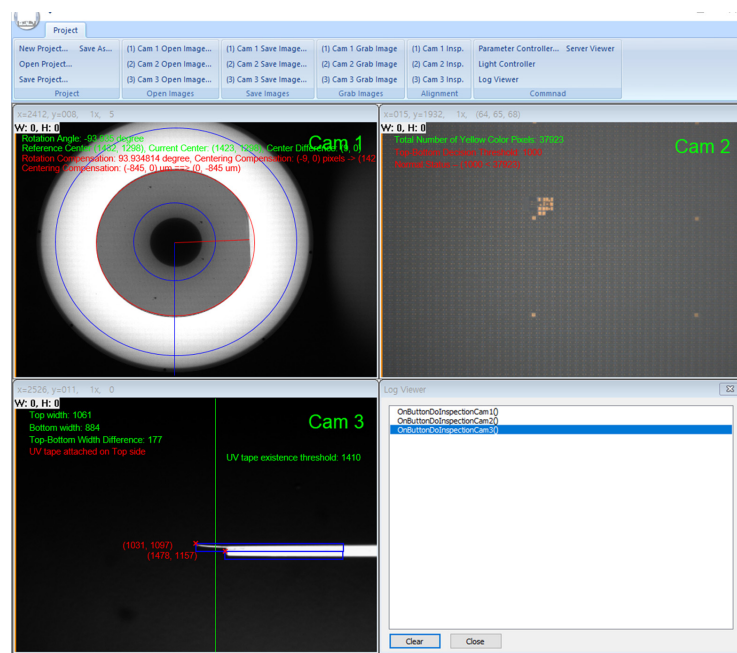 Project
New Project... Save As... (1) Cam 1 Open Image... (1) Cam 1 Save Image... (1) Cam 1 Grab Image (1) Cam 1 Insp. Parameter Controller... Server Viewer
Open Project... (2) Cam 2 Open Image... (2) Cam 2 Save Image... (2) Cam 2 Grab Image (2) Cam 2 Insp. Light Controller
Save Project... (3) Cam 3 Open Image... (3) Cam 3 Save Image... (3) Cam 3 Grab Image (3) Cam 3 Insp. Log Viewer
Project Open Images Save Images Grab Images Alignment Commnad
x=2412, y=008, 1x, 5
W: 0, H: 0
Rotation Angle: degree
Cam 1
Reference Center: 1298), Current Center: (1423, Center 0)
Rotation Compensation: 93.934814 degree, Centering Compensation: (-9, 0) pixels -> (142
Centering Compensation: (-845, 0) um ==> (0, -845 um)
x=015, y=1932, 1x, (64, 65, 68)
W: 0, H: 0
Total Number of Yellow Color Pixels: 37923
Cam 2
x=2526, y=011, 1x, 0
W: 0, H: 0
Top width: 1061
Cam 3
Bottom width: 884
Top-Bottom Width Difference: 177
UV tape attached on Top side
UV tape existence threshold: 1410
(1031, 1097)
(1478, 1157)
Log Viewer
OnButtonDoInspectionCam1()
OnButtonDoInspectionCam2()
OnButtonDoInspectionCam3()
Clear Close